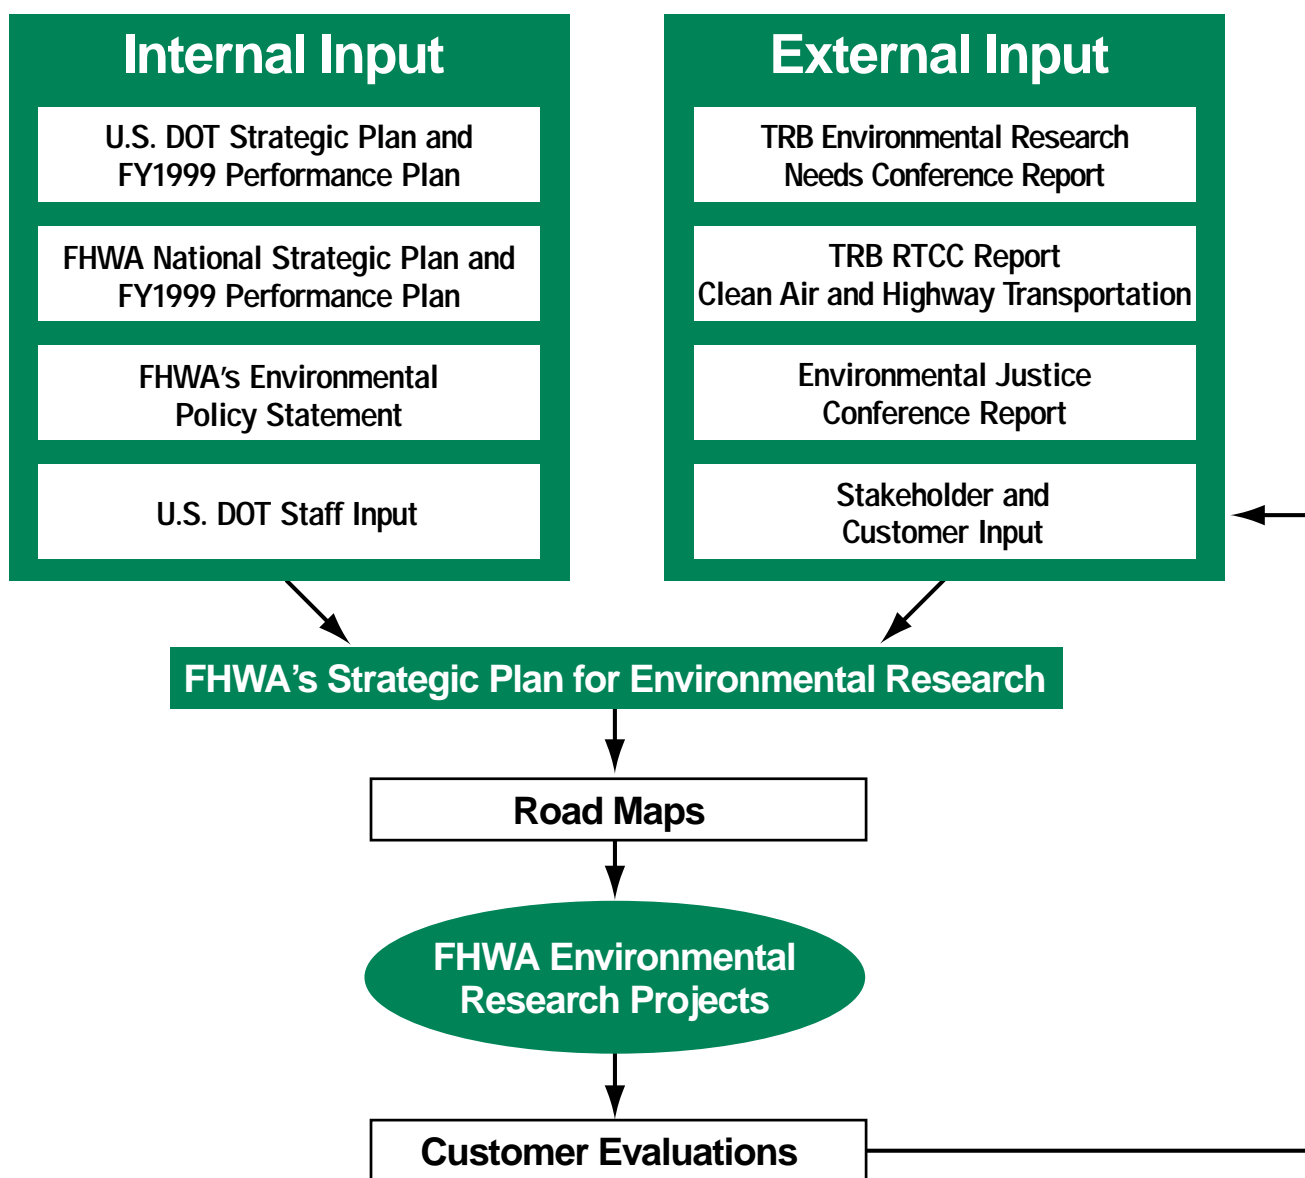 Internal Input
U.S. DOT Strategic Plan and
FY1999 Performance Plan
FHWA National Strategic Plan and
FY1999 Performance Plan
FHWA’s Environmental
Policy Statement
U.S. DOT Staff Input
External Input
TRB Environmental Research
Needs Conference Report
TRB RTCC Report
Clean Air and Highway Transportation
Environmental Justice
Conference Report
Stakeholder and
Customer Input
FHWA’s Strategic Plan for Environmental Research
Road Maps
FHWA Environmental
Research Projects
Customer Evaluations